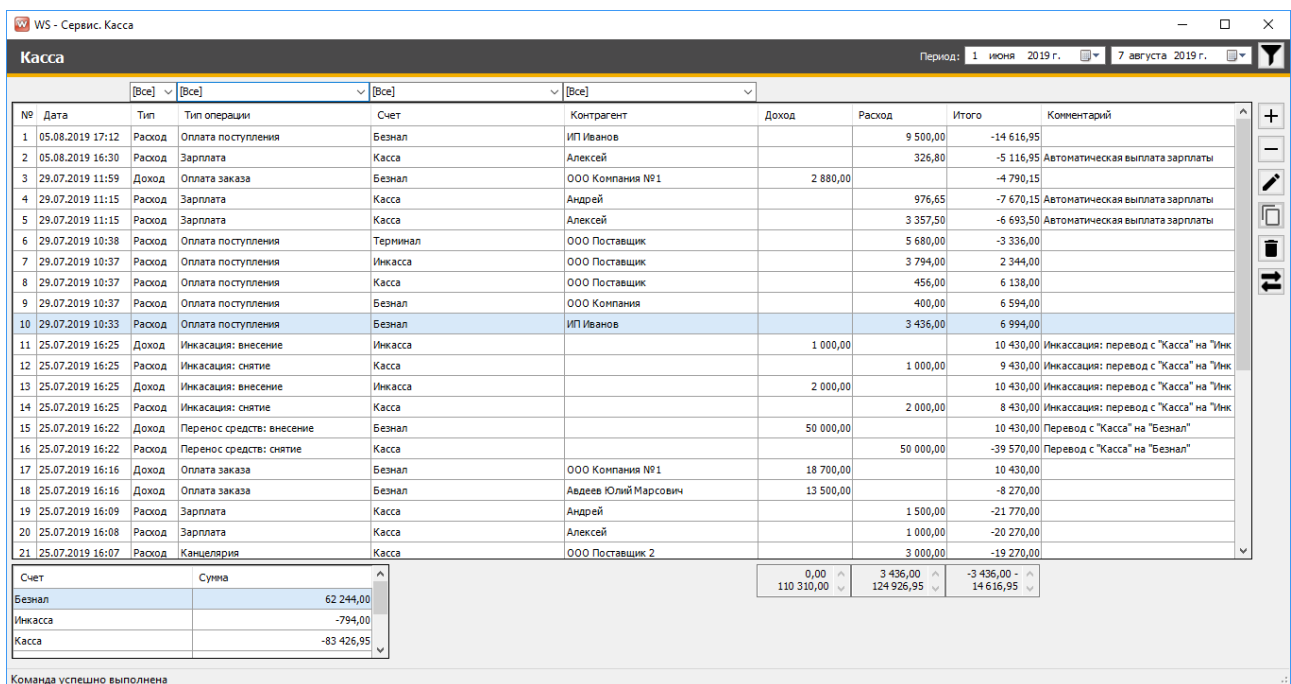 WS - Сервис. Касса
Касса Период: 1 июня 2019 г. 7 августа 2019 г.
[Все] [Все] [Все] [Все]
№ Дата Тип Тип операции Счет Контрагент Доход Расход Итого Комментарий
1 05.08.2019 17:12 Расход Оплата поступления Безнал ИП Иванов 9 500,00 -14 616,95
2 05.08.2019 16:30 Расход Зарплата Касса Алексей 326,80 -5 116,95 Автоматическая выплата зарплаты
3 29.07.2019 11:59 Доход Оплата заказа Безнал ООО Компания №1 2 880,00 -4 790,15
4 29.07.2019 11:15 Расход Зарплата Касса Андрей 976,65 -7 670,15 Автоматическая выплата зарплаты
5 29.07.2019 11:15 Расход Зарплата Касса Алексей 3 357,50 -6 693,50 Автоматическая выплата зарплаты
6 29.07.2019 10:38 Расход Оплата поступления Терминал ООО Поставщик 5 680,00 -3 336,00
7 29.07.2019 10:37 Расход Оплата поступления Инкасса ООО Поставщик 3 794,00 2 344,00
8 29.07.2019 10:37 Расход Оплата поступления Касса ООО Поставщик 456,00 6 138,00
9 29.07.2019 10:37 Расход Оплата поступления Безнал ООО Компания 400,00 6 594,00
10 29.07.2019 10:33 Расход Оплата поступления Безнал ИП Иванов 3 436,00 6 994,00
11 25.07.2019 16:25 Доход Инкасация: внесение Инкасса 1 000,00 10 430,00 Инкассация: перевод с "Касса" на "Инк
12 25.07.2019 16:25 Расход Инкасация: снятие Касса 1 000,00 9 430,00 Инкассация: перевод с "Касса" на "Инк
13 25.07.2019 16:25 Доход Инкасация: внесение Инкасса 2 000,00 10 430,00 Инкассация: перевод с "Касса" на "Инк
14 25.07.2019 16:25 Расход Инкасация: снятие Касса 2 000,00 8 430,00 Инкассация: перевод с "Касса" на "Инк
15 25.07.2019 16:22 Доход Перенос средств: внесение Безнал 50 000,00 10 430,00 Перевод с "Касса" на "Безнал"
16 25.07.2019 16:22 Расход Перенос средств: снятие Касса 50 000,00 -39 570,00 Перевод с "Касса" на "Безнал"
17 25.07.2019 16:16 Доход Оплата заказа Безнал ООО Компания №1 18 700,00 10 430,00
18 25.07.2019 16:16 Доход Оплата заказа Безнал Авдеев Юлий Марсович 13 500,00 -8 270,00
19 25.07.2019 16:09 Расход Зарплата Касса Андрей 1 500,00 -21 770,00
20 25.07.2019 16:08 Расход Зарплата Касса Алексей 1 000,00 -20 270,00
21 25.07.2019 16:07 Расход Канцелярия Касса ООО Поставщик 2 3 000,00 -19 270,00
0,00 3 436,00 -3 436,00 -
110 310,00 124 926,95 14 616,95
Счет Сумма
Безнал 62 244,00
Инкасса -794,00
Касса -83 426,95
Команда успешно выполнена